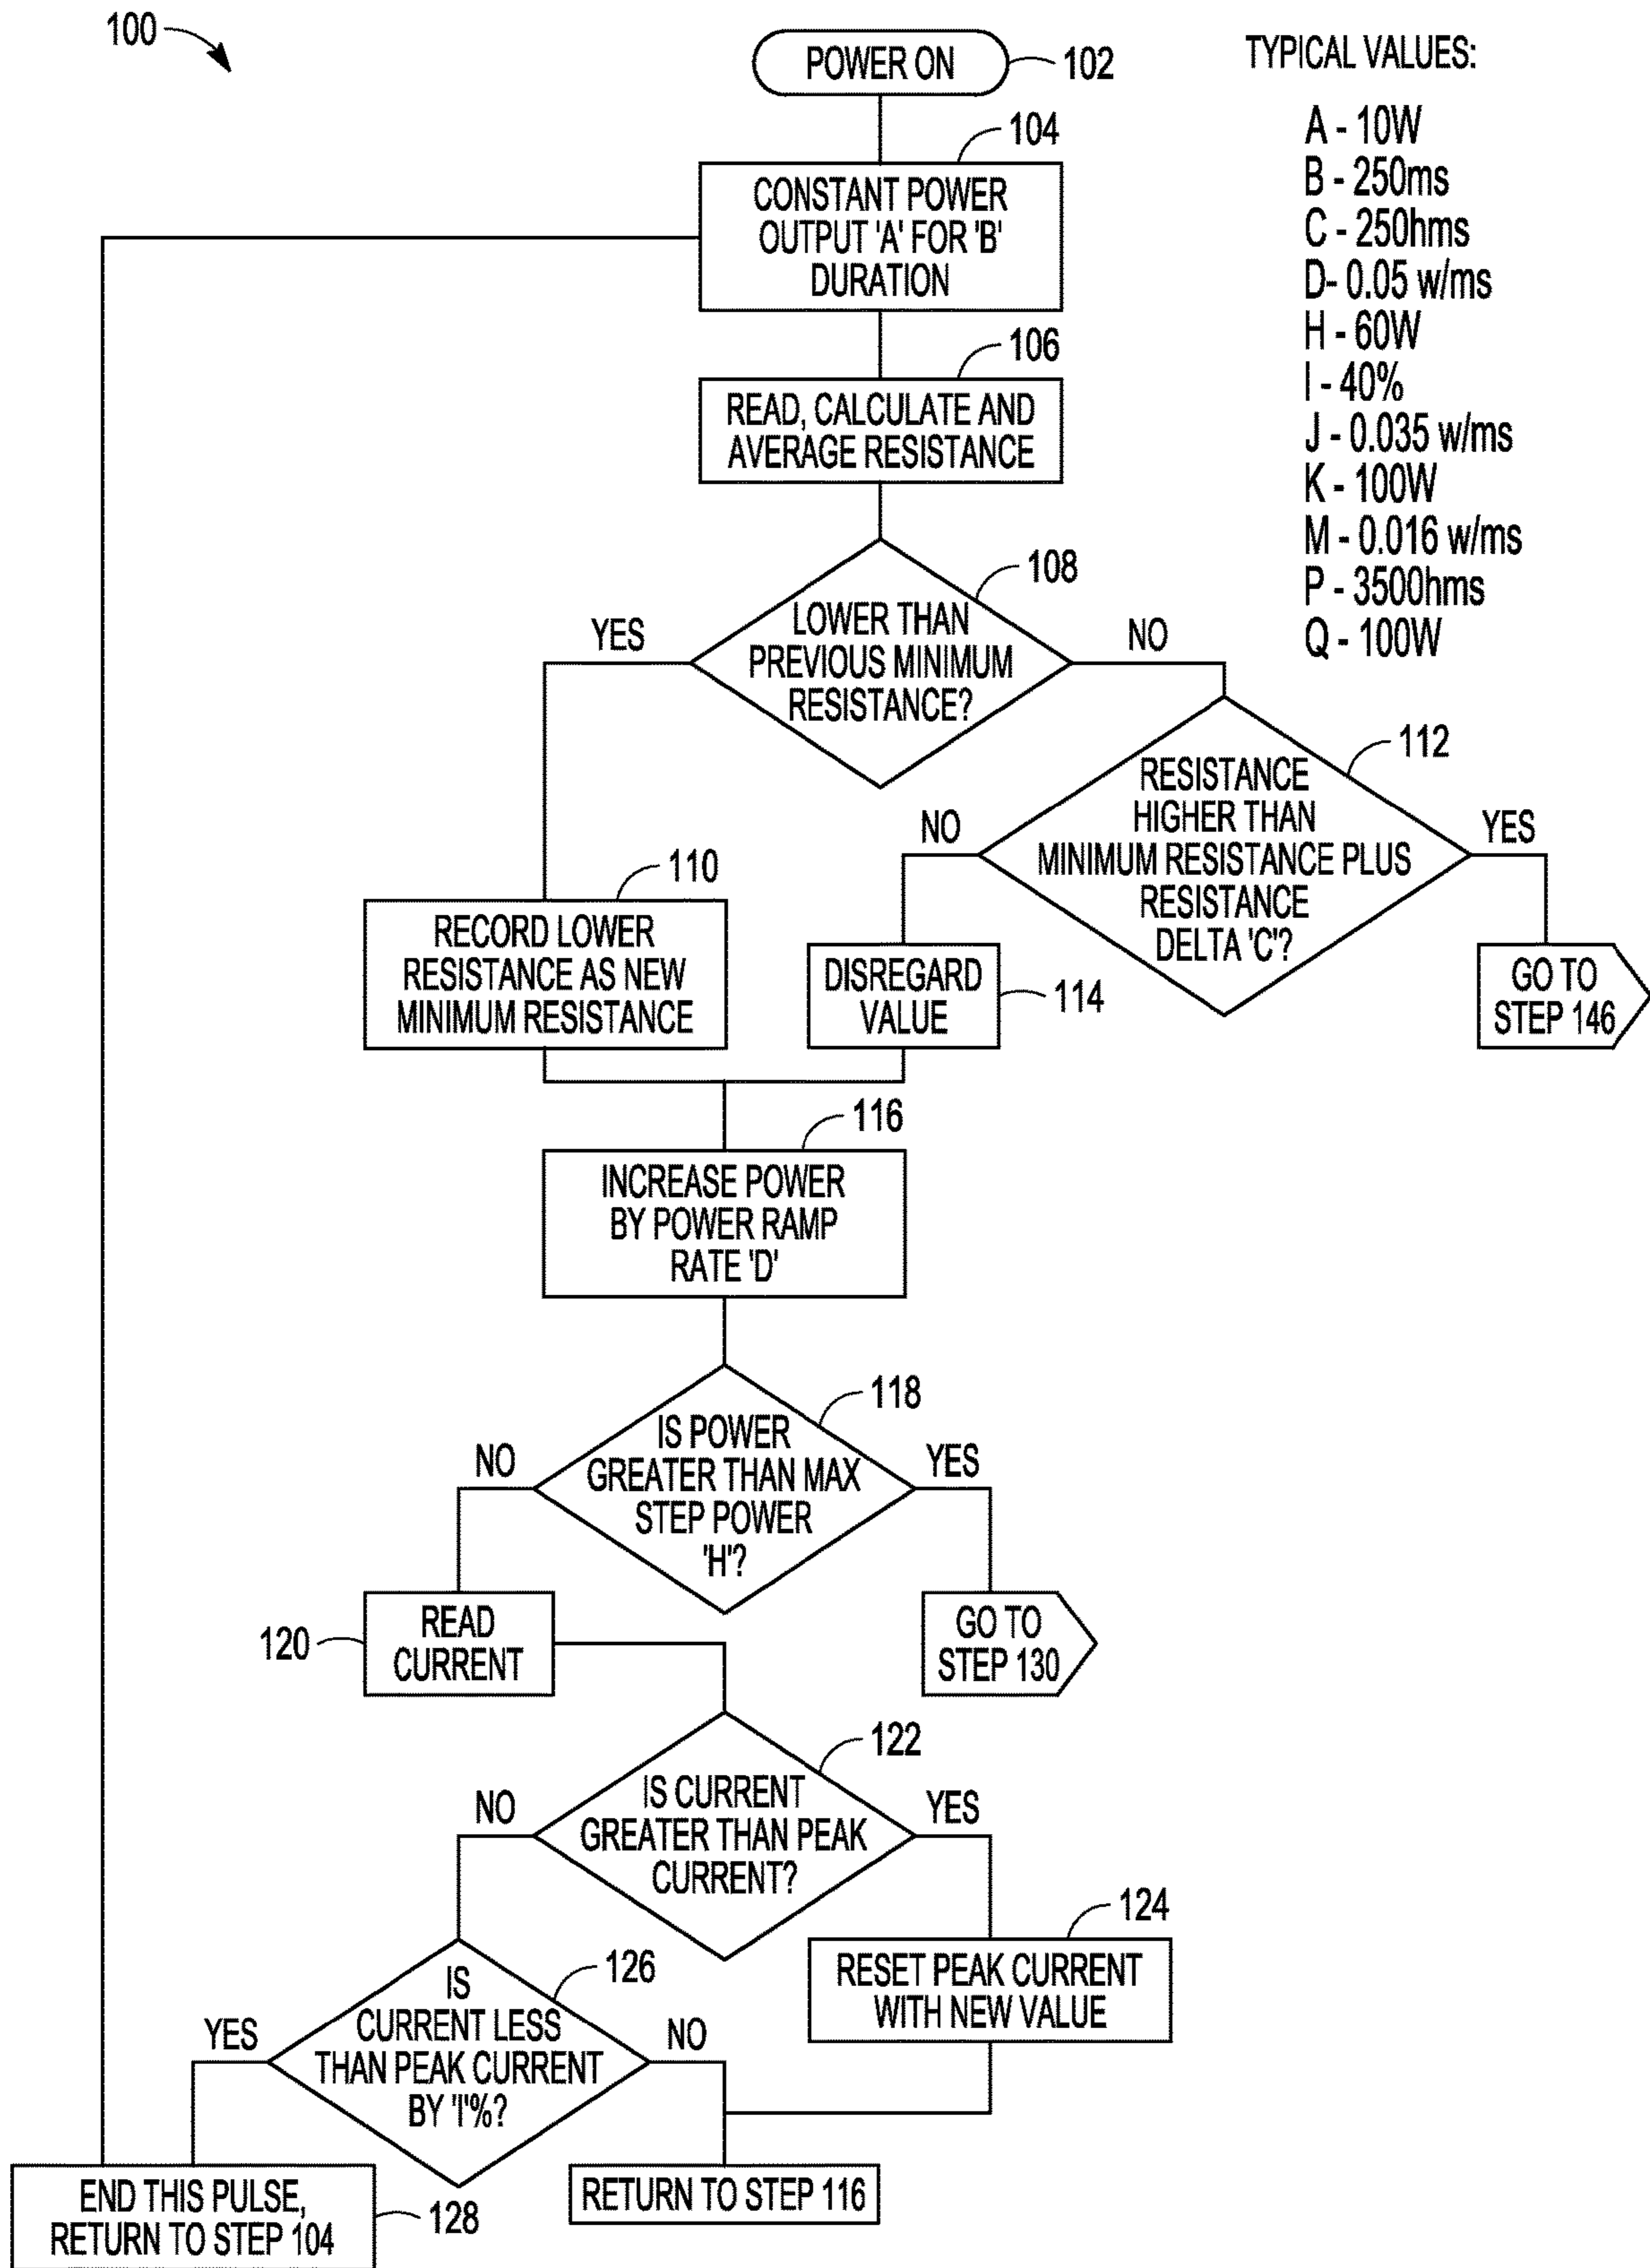 100
POWER ON
102
TYPICAL VALUES:
A - 10W
B - 250ms
C - 250hms
D- 0.05 w/ms
H - 60W
I - 40%
J - 0.035 w/ms
K - 100W
M - 0.016 w/ms
P - 3500hms
Q - 100W
104
CONSTANT POWER
OUTPUT 'A' FOR 'B'
DURATION
106
READ, CALCULATE AND
AVERAGE RESISTANCE
108
LOWER THAN
PREVIOUS MINIMUM
RESISTANCE?
YES
NO
112
RESISTANCE
HIGHER THAN
MINIMUM RESISTANCE PLUS
RESISTANCE
DELTA 'C'?
NO
YES
110
RECORD LOWER
RESISTANCE AS NEW
MINIMUM RESISTANCE
DISREGARD
VALUE
114
GO TO
STEP 146
116
INCREASE POWER
BY POWER RAMP
RATE 'D'
118
IS POWER
GREATER THAN MAX
STEP POWER
'H'?
NO
YES
120
READ
CURRENT
GO TO
STEP 130
122
IS CURRENT
GREATER THAN PEAK
CURRENT?
NO
YES
124
RESET PEAK CURRENT
WITH NEW VALUE
126
IS
CURRENT LESS
THAN PEAK CURRENT
BY 'I'%?
YES
NO
END THIS PULSE,
RETURN TO STEP 104
128
RETURN TO STEP 116